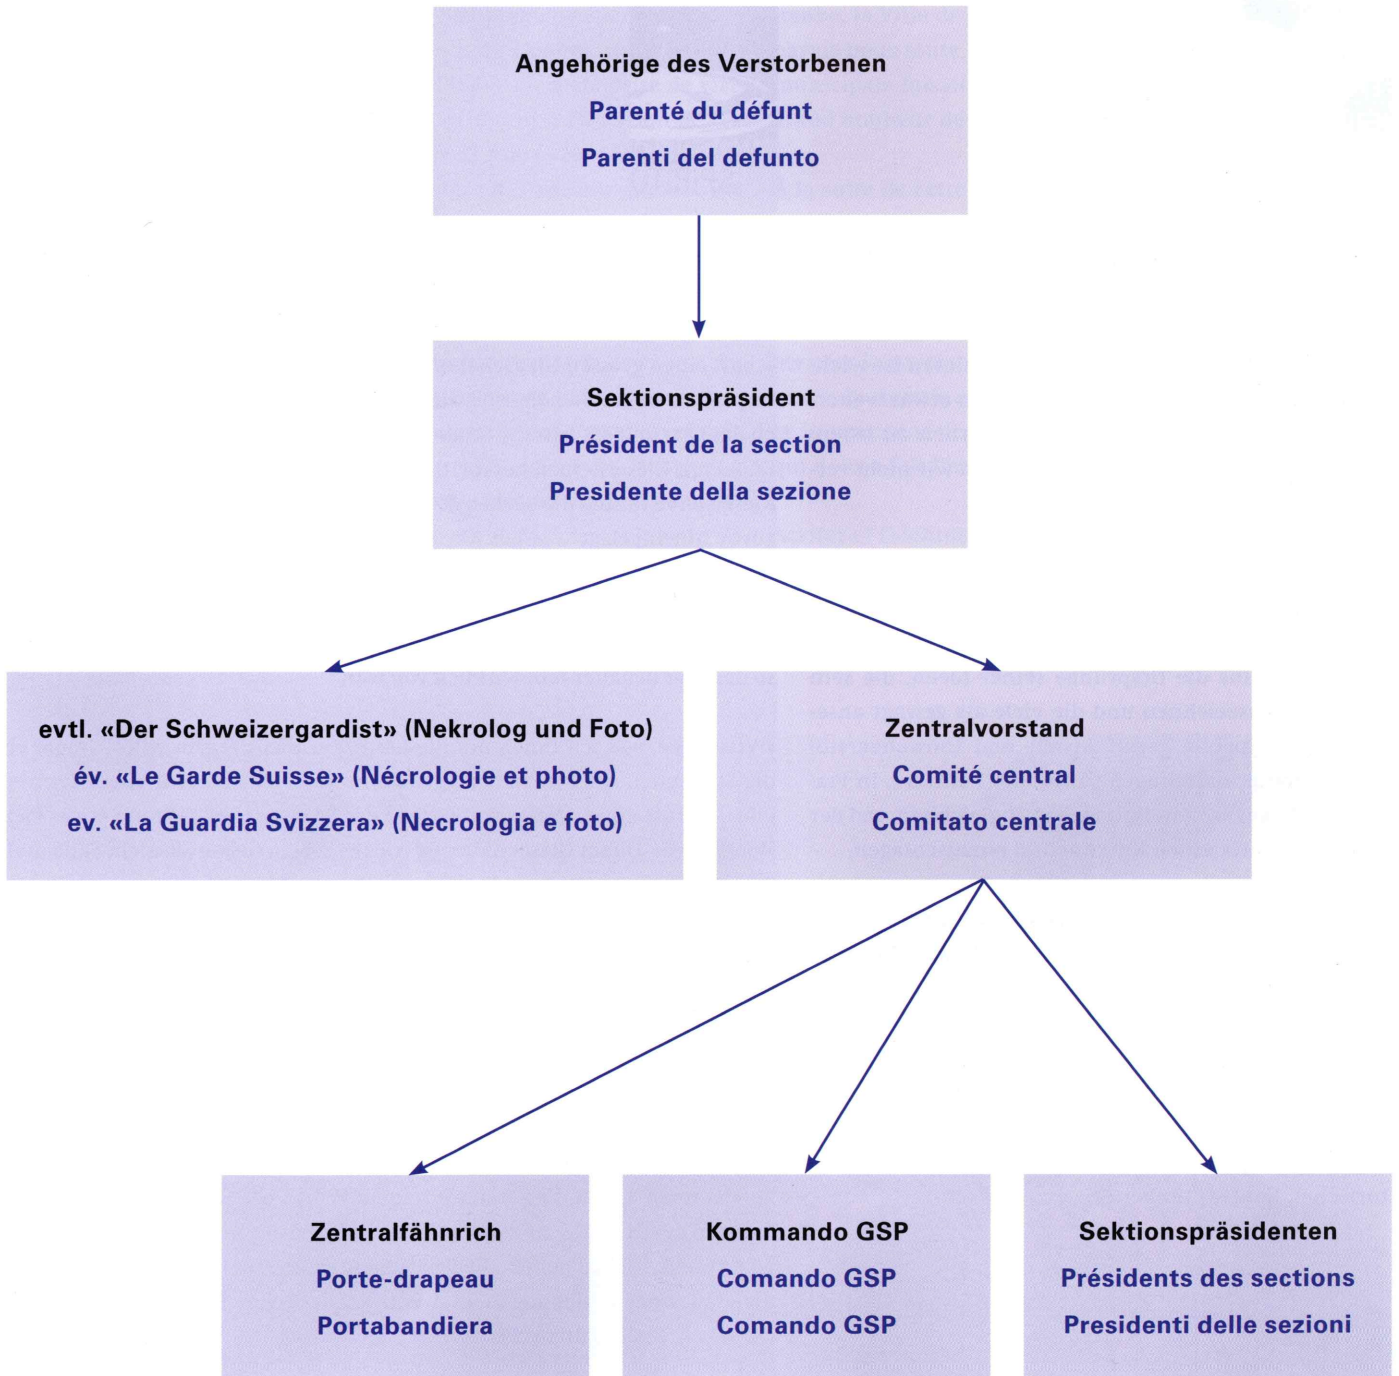 Angehörige des Verstorbenen
Parenté du défunt
Parenti del defunto
Sektionspräsident
Président de la section
Presidente della sezione
evtl. «Der Schweizergardist» (Nekrolog und Foto)
év. «Le Garde Suisse» (Nécrologie et photo)
ev. «La Guardia Svizzera» (Necrologia e foto)
Zentralvorstand
Comité central
Comitato centrale
Zentralfähnrich
Porte-drapeau
Portabandiera
Kommando GSP
Comando GSP
Comando GSP
Sektionspräsidenten
Présidents des sections
Presidenti delle sezioni